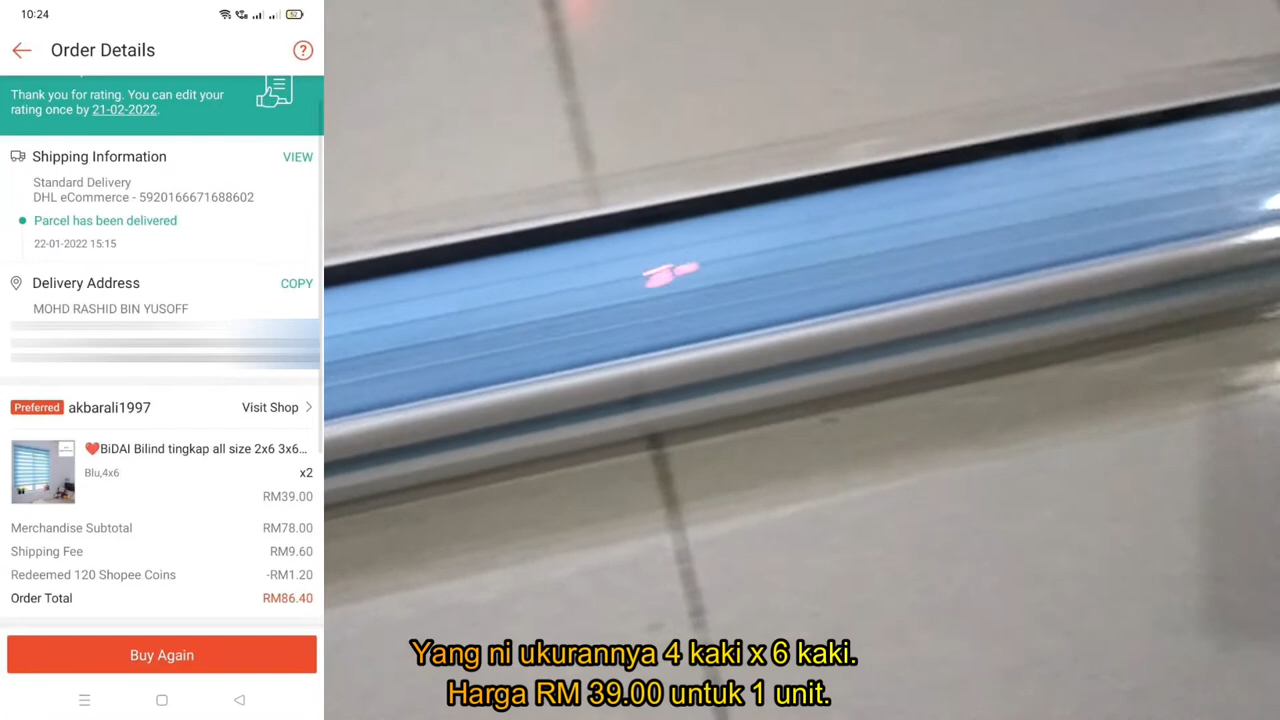 10:24
52
Order Details
Thank you for rating. You can edit your
rating once by 21-02-2022.
Shipping Information
VIEW
Standard Delivery
DHL eCommerce - 5920166671688602
Parcel has been delivered
22-01-2022 15:15
Delivery Address
COPY
MOHD RASHID BIN YUSOFF
Preferred akbarali1997
Visit Shop
❤️BiDAI Bilind tingkap all size 2x6 3x6...
Blu,4x6
x2
RM39.00
Merchandise Subtotal
RM78.00
Shipping Fee
RM9.60
Redeemed 120 Shopee Coins
-RM1.20
Order Total
RM86.40
Buy Again
Yang ni ukurannya 4 kaki x 6 kaki.
Harga RM 39.00 untuk 1 unit.